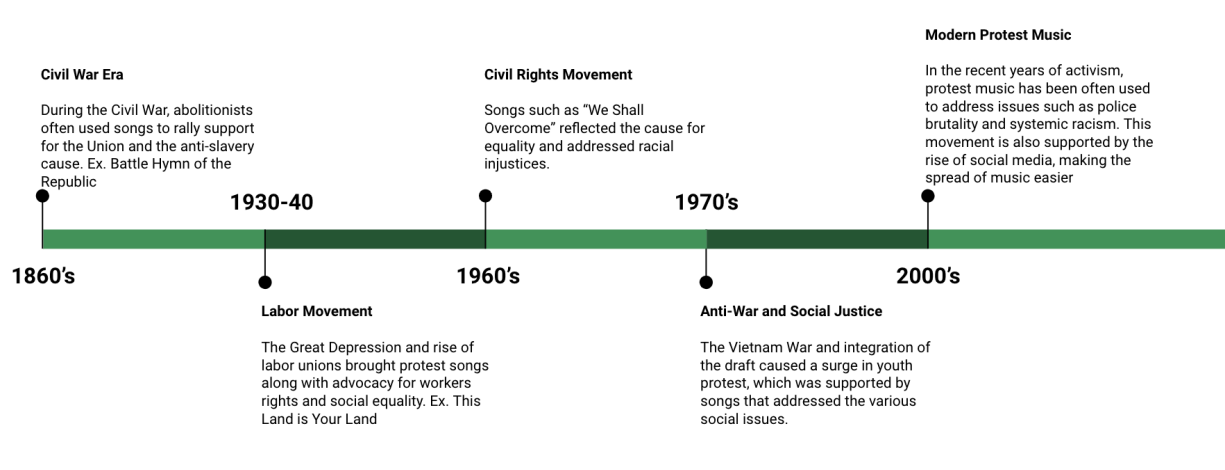 Modern Protest Music
In the recent years of activism,
protest music has been often used
to address issues such as police
brutality and systemic racism. This
movement is also supported by the
rise of social media, making the
spread of music easier
Civil War Era
During the Civil War, abolitionists
often used songs to rally support
for the Union and the anti-slavery
cause. Ex. Battle Hymn of the
Republic
Civil Rights Movement
Songs such as “We Shall
Overcome” reflected the cause for
equality and addressed racial
injustices.
1930-40
1970’s
1860’s
1960’s
2000’s
Labor Movement
The Great Depression and rise of
labor unions brought protest songs
along with advocacy for workers
rights and social equality. Ex. This
Land is Your Land
Anti-War and Social Justice
The Vietnam War and integration of
the draft caused a surge in youth
protest, which was supported by
songs that addressed the various
social issues.